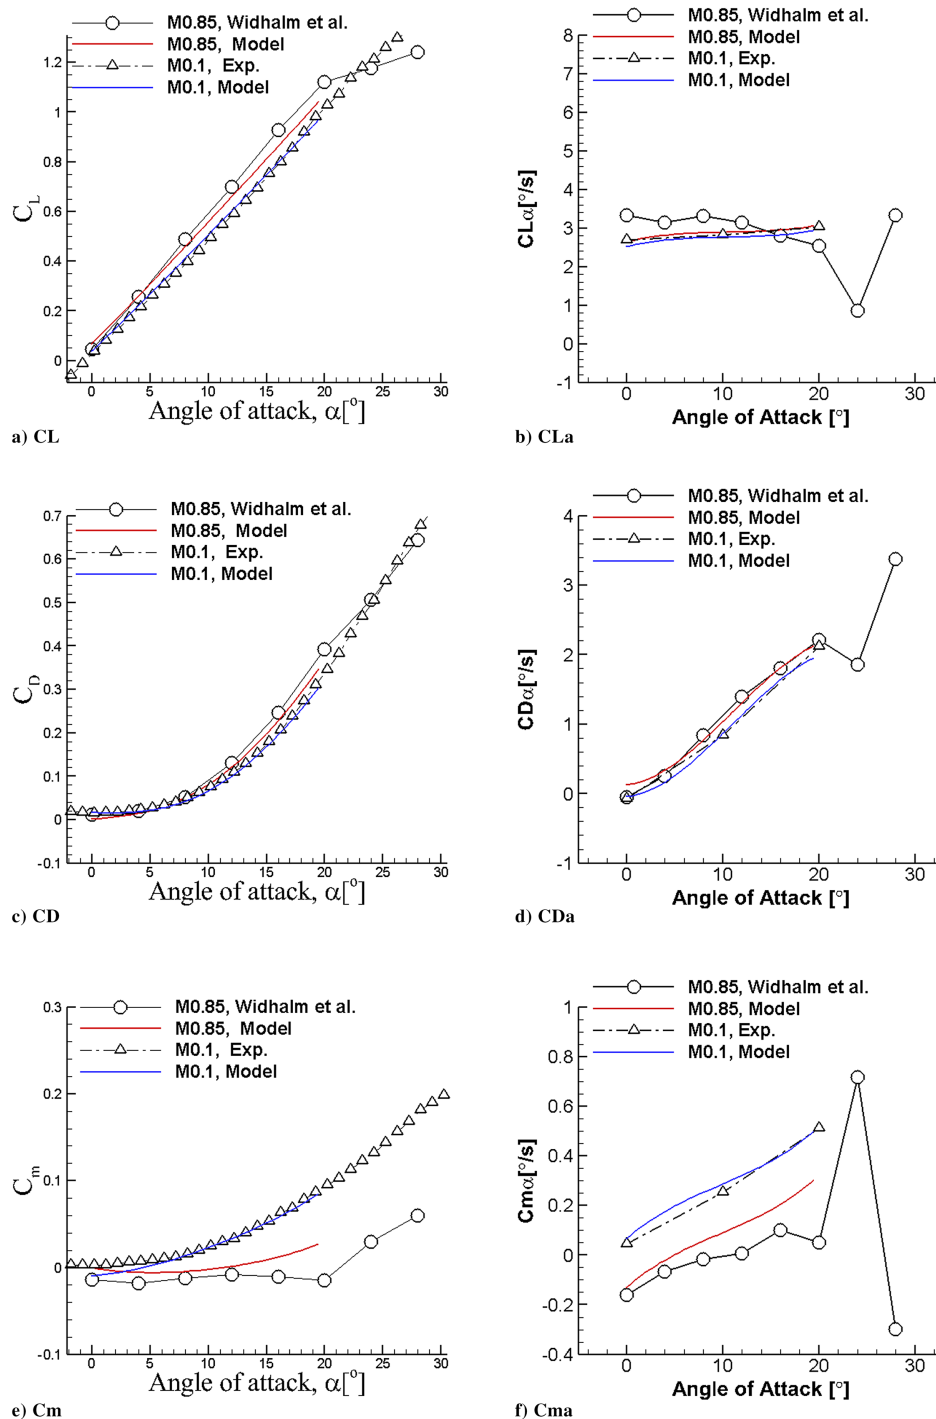 M0.85, Widhalm et al.
M0.85, Model
M0.1, Exp.
M0.1, Model
1.2
1
0.8
0.6
0.4
0.2
0
C_L
0 5 10 15 20 25 30
Angle of attack, α[°]
a) CL
M0.85, Widhalm et al.
M0.85, Model
M0.1, Exp.
M0.1, Model
8
7
6
5
4
3
2
1
0
-1
CLα[°/s]
0 10 20 30
Angle of Attack [°]
b) CLa
M0.85, Widhalm et al.
M0.85, Model
M0.1, Exp.
M0.1, Model
0.7
0.6
0.5
0.4
0.3
0.2
0.1
0
-0.1
C_D
0 5 10 15 20 25 30
Angle of attack, α[°]
c) CD
M0.85, Widhalm et al.
M0.85, Model
M0.1, Exp.
M0.1, Model
4
3
2
1
0
-1
CDα[°/s]
0 10 20 30
Angle of Attack [°]
d) CDa
M0.85, Widhalm et al.
M0.85, Model
M0.1, Exp.
M0.1, Model
0.3
0.2
0.1
0
-0.1
C_m
0 5 10 15 20 25 30
Angle of attack, α[°]
e) Cm
M0.85, Widhalm et al.
M0.85, Model
M0.1, Exp.
M0.1, Model
1
0.8
0.6
0.4
0.2
0
-0.2
-0.4
Cmα[°/s]
0 10 20 30
Angle of Attack [°]
f) Cma